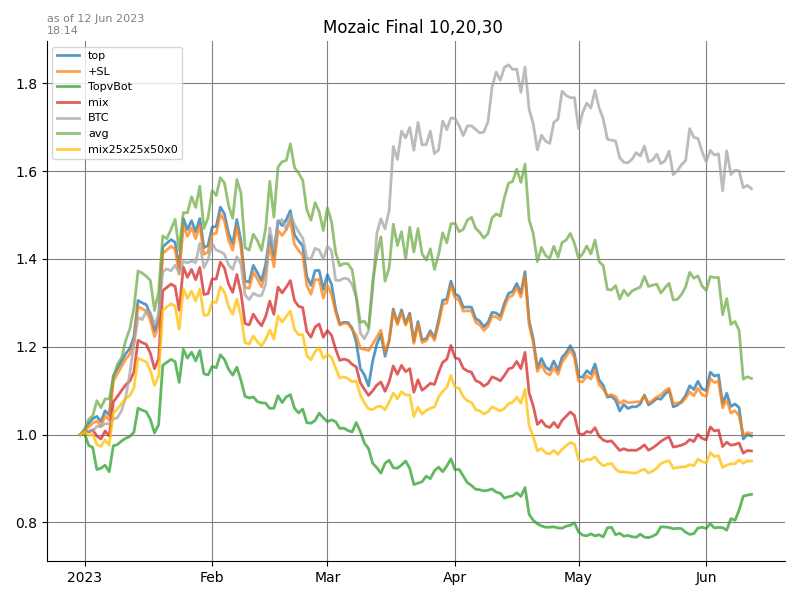 as of 12 Jun 2023
18:14
Mozaic Final 10,20,30
top
+SL
TopvBot
mix
BTC
avg
mix25x25x50x0
1.8
1.6
1.4
1.2
1.0
0.8
2023 Feb Mar Apr May Jun